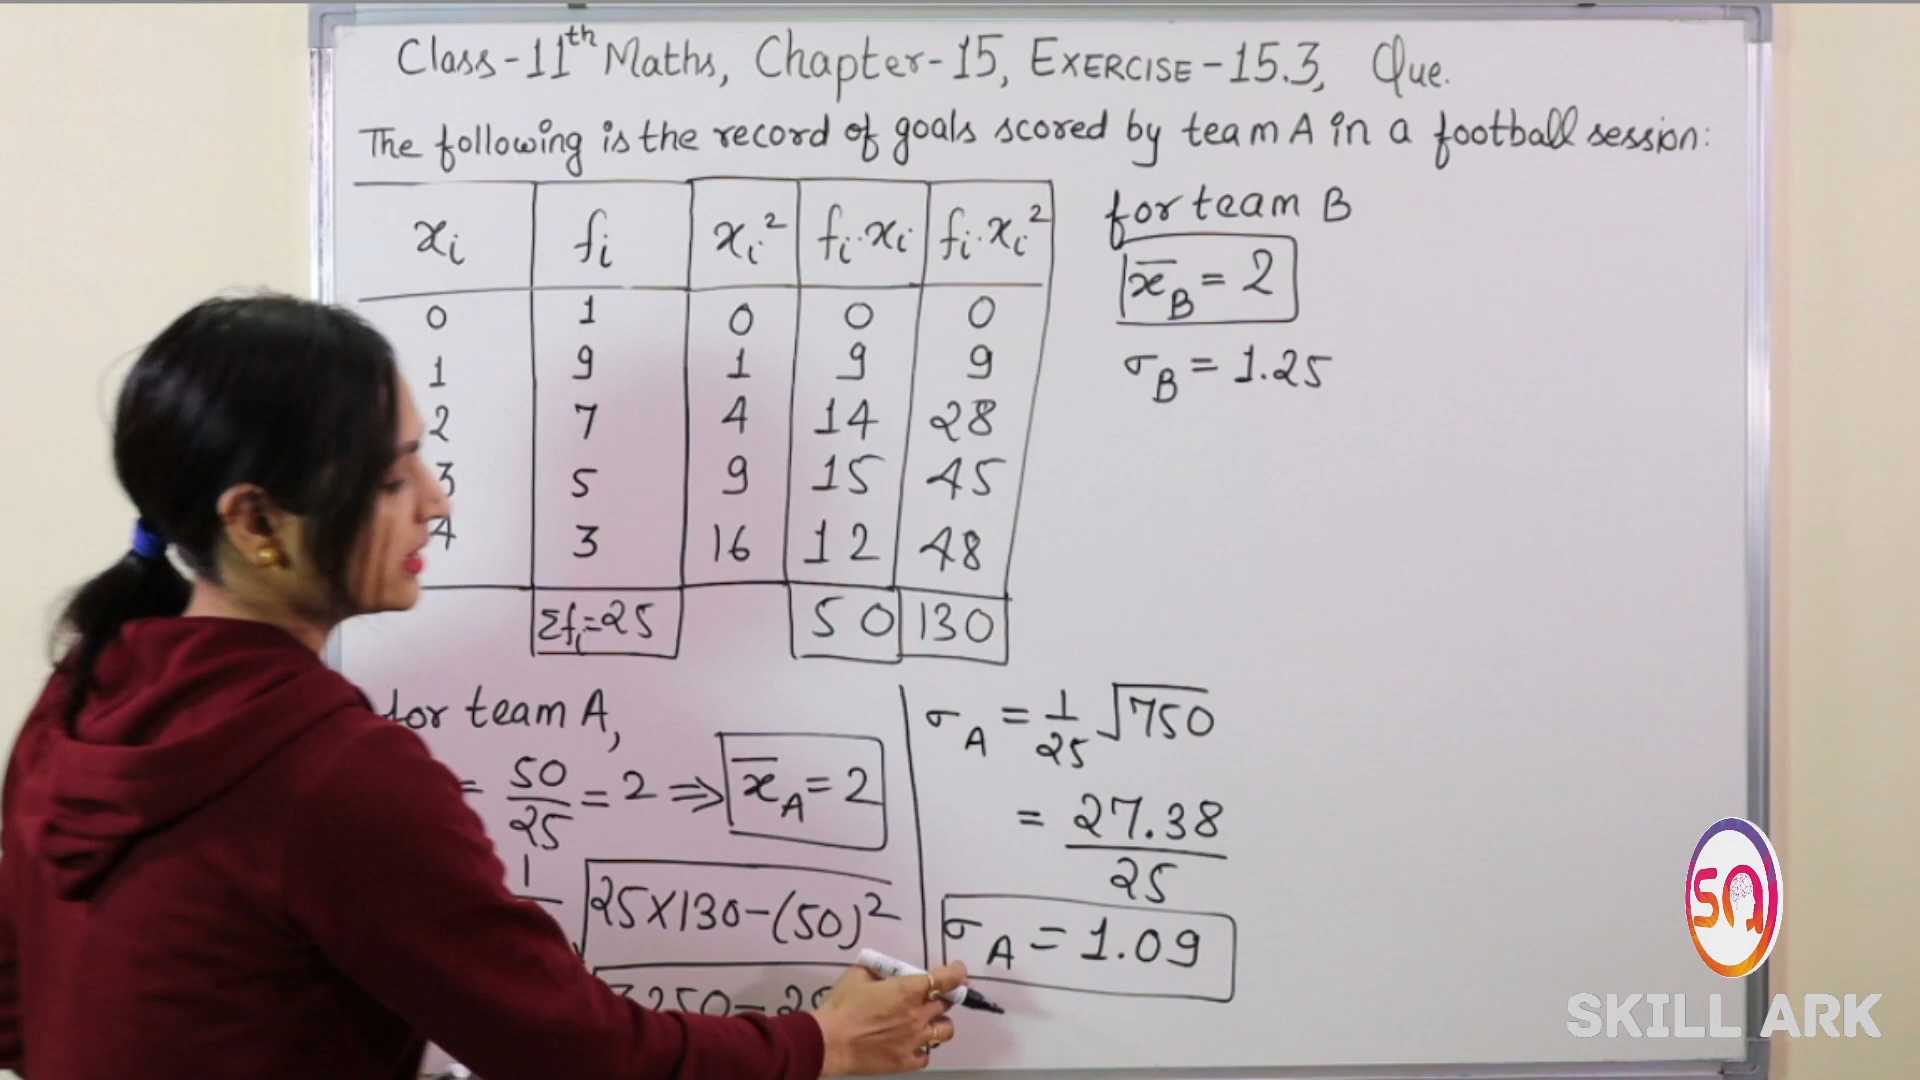 Class-11th Maths, Chapter-15, EXERCISE-15.3, Que.
The following is the record of goals scored by team A in a football session:
xi fi xi² fi·xi fi·xi²
0 1 0 0 0
1 9 1 9 9
2 7 4 14 28
3 5 9 15 45
4 3 16 12 48
Σfi=25 50 130
for team B
x̄B = 2
σB = 1.25
for team A,
= 50/25 = 2 ⇒ x̄A = 2
1 √25×130-(50)²
3250-2
σA = 1/25 √750
= 27.38/25
σA = 1.09
SA
SKILL ARK